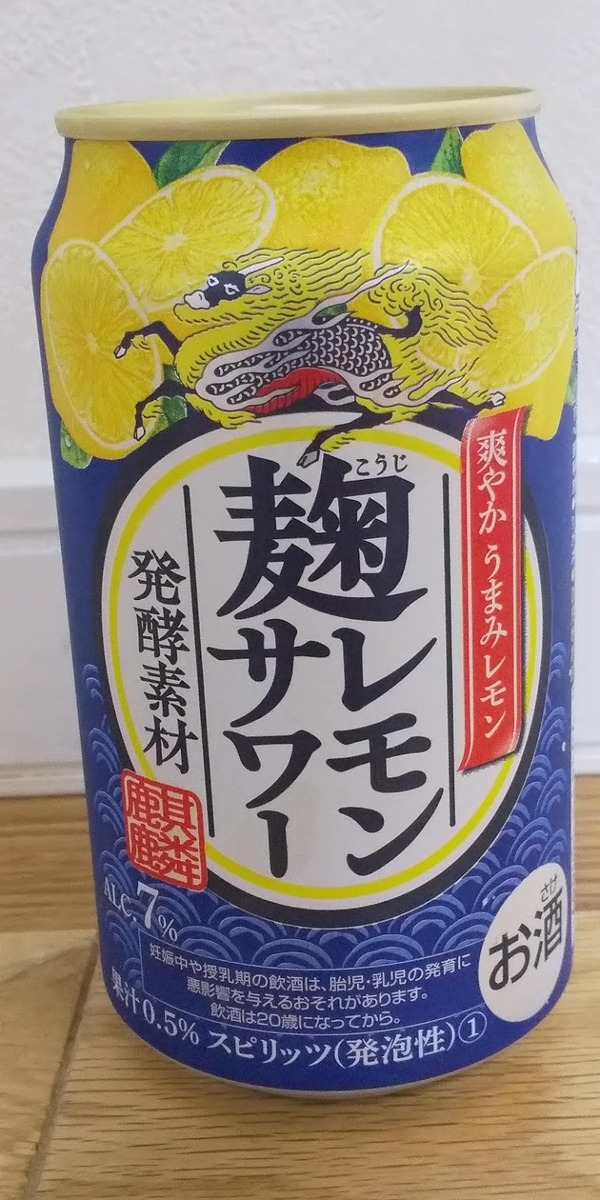 爽やか うまみレモン
こうじ
麹レモン
サワー
発酵素材
麒麟
ALC.7%
果汁0.5%
妊娠中や授乳期の飲酒は、胎児・乳児の発育に
悪影響を与えるおそれがあります。
飲酒は20歳になってから。
スピリッツ(発泡性)①
さけ
お酒